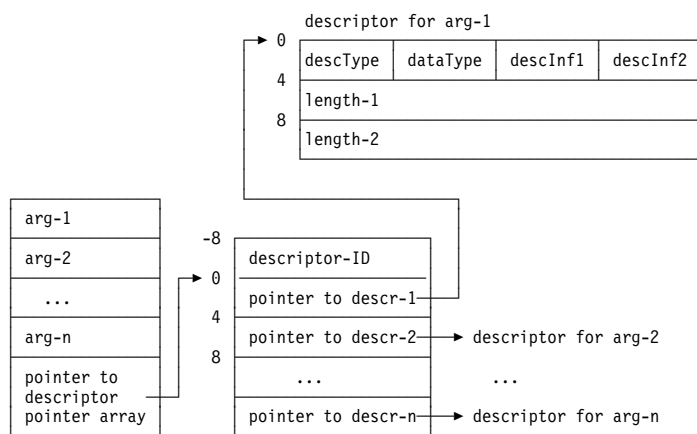 descriptor for arg-1
0
descType dataType descInf1 descInf2
4
length-1
8
length-2
arg-1
arg-2
...
arg-n
pointer to
descriptor
pointer array
-8
descriptor-ID
0
pointer to descr-1
4
pointer to descr-2 descriptor for arg-2
8
... ...
pointer to descr-n descriptor for arg-n